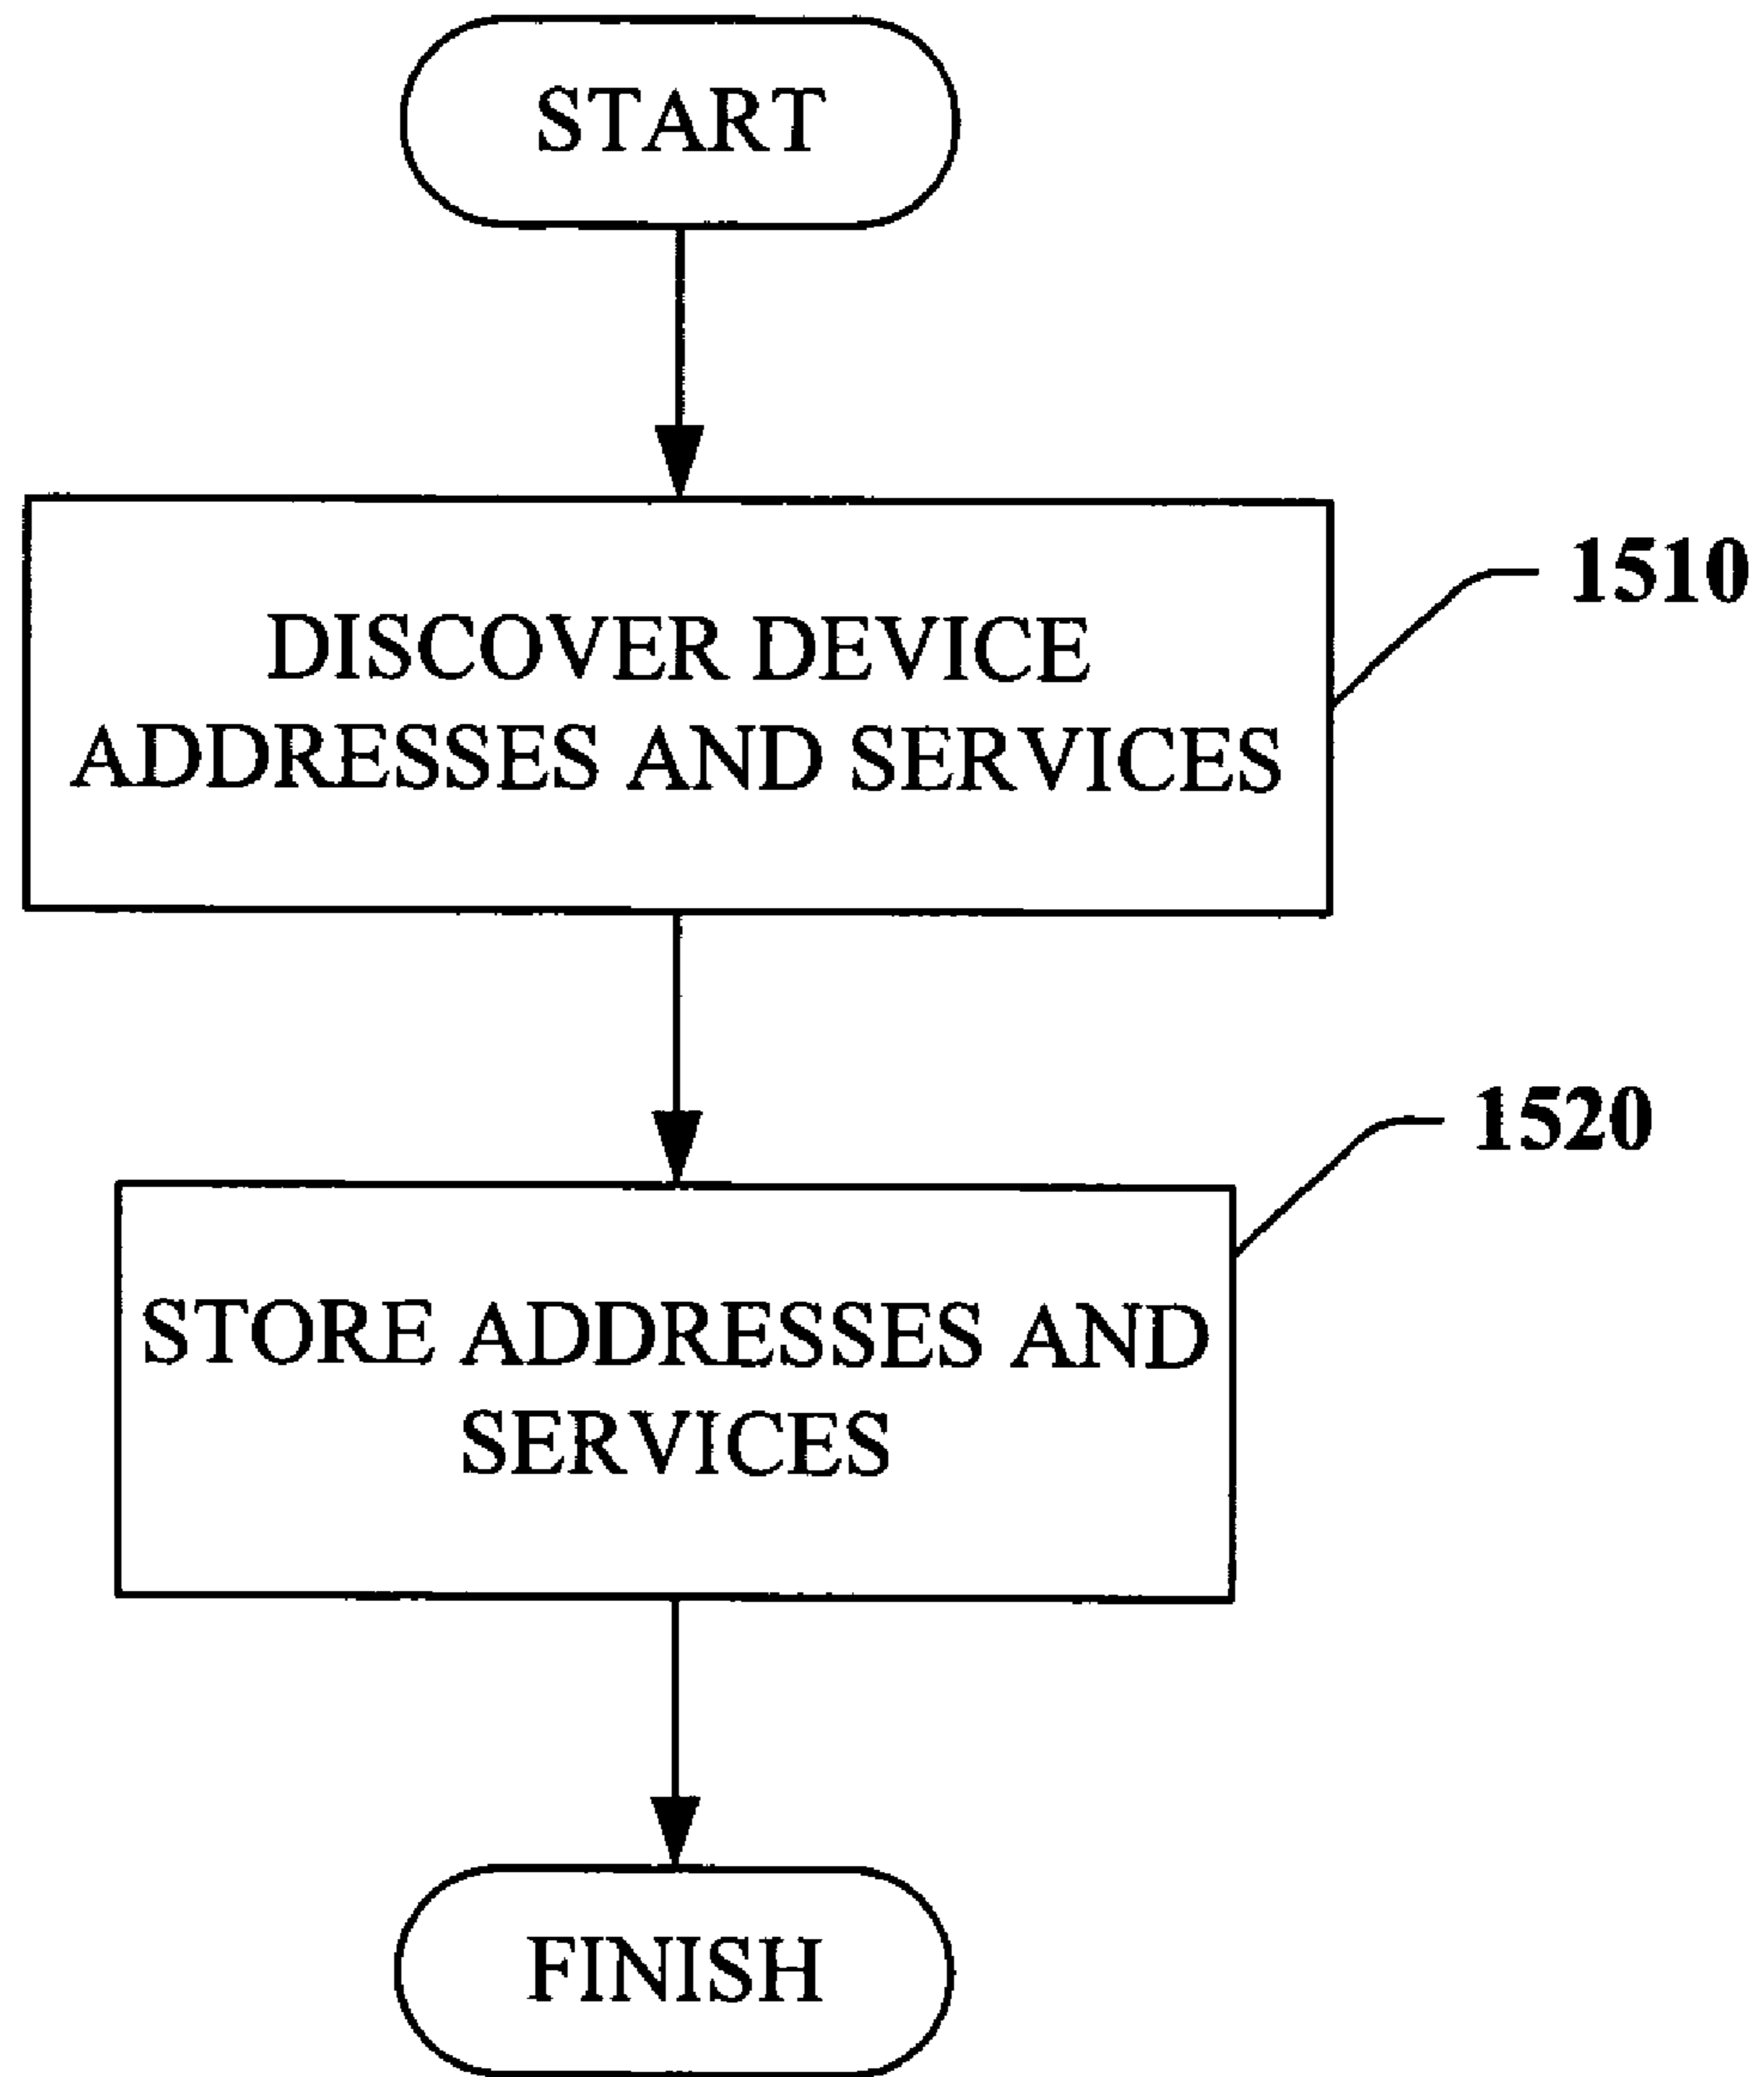 START
1510
DISCOVER DEVICE
ADDRESSES AND SERVICES
1520
STORE ADDRESSES AND
SERVICES
FINISH